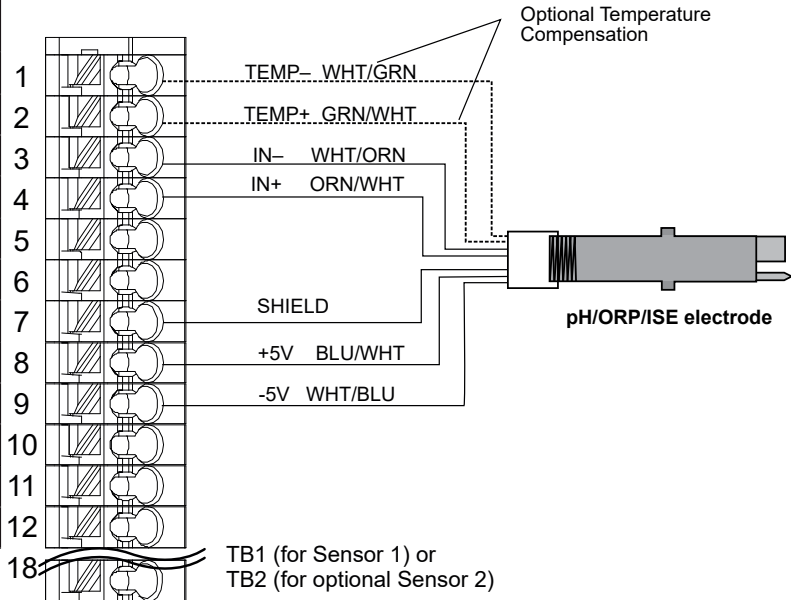 Optional Temperature
Compensation
1 TEMP– WHT/GRN
2 TEMP+ GRN/WHT
3 IN– WHT/ORN
4 IN+ ORN/WHT
5
6
pH/ORP/ISE electrode
7 SHIELD
8 +5V BLU/WHT
9 -5V WHT/BLU
10
11
12
18
TB1 (for Sensor 1) or
TB2 (for optional Sensor 2)